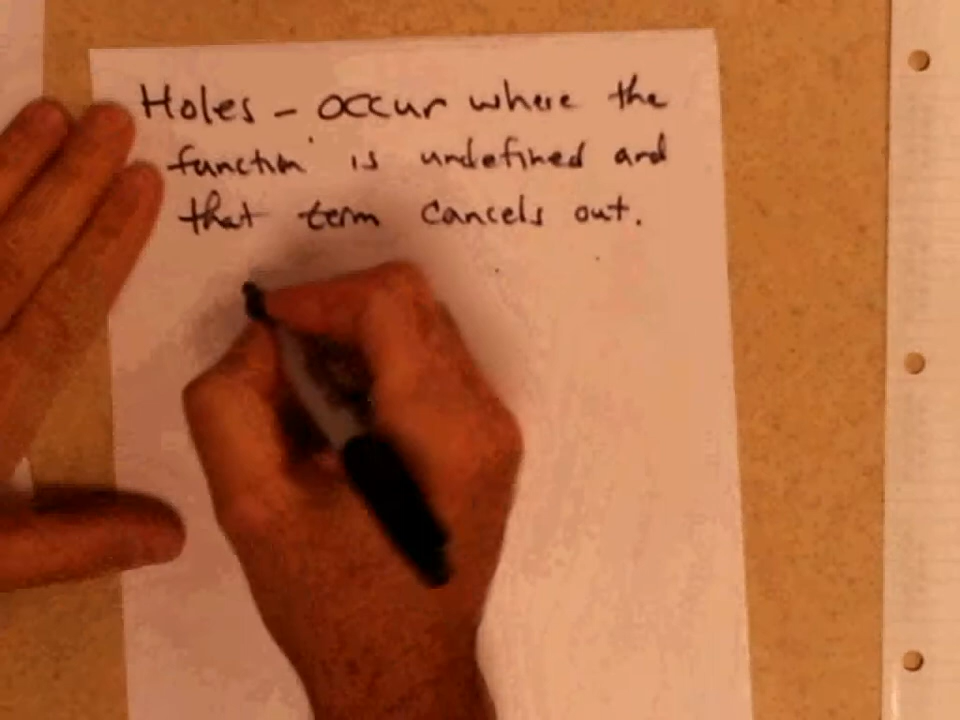 Holes - occur where the
function is undefined and
that term cancels out.